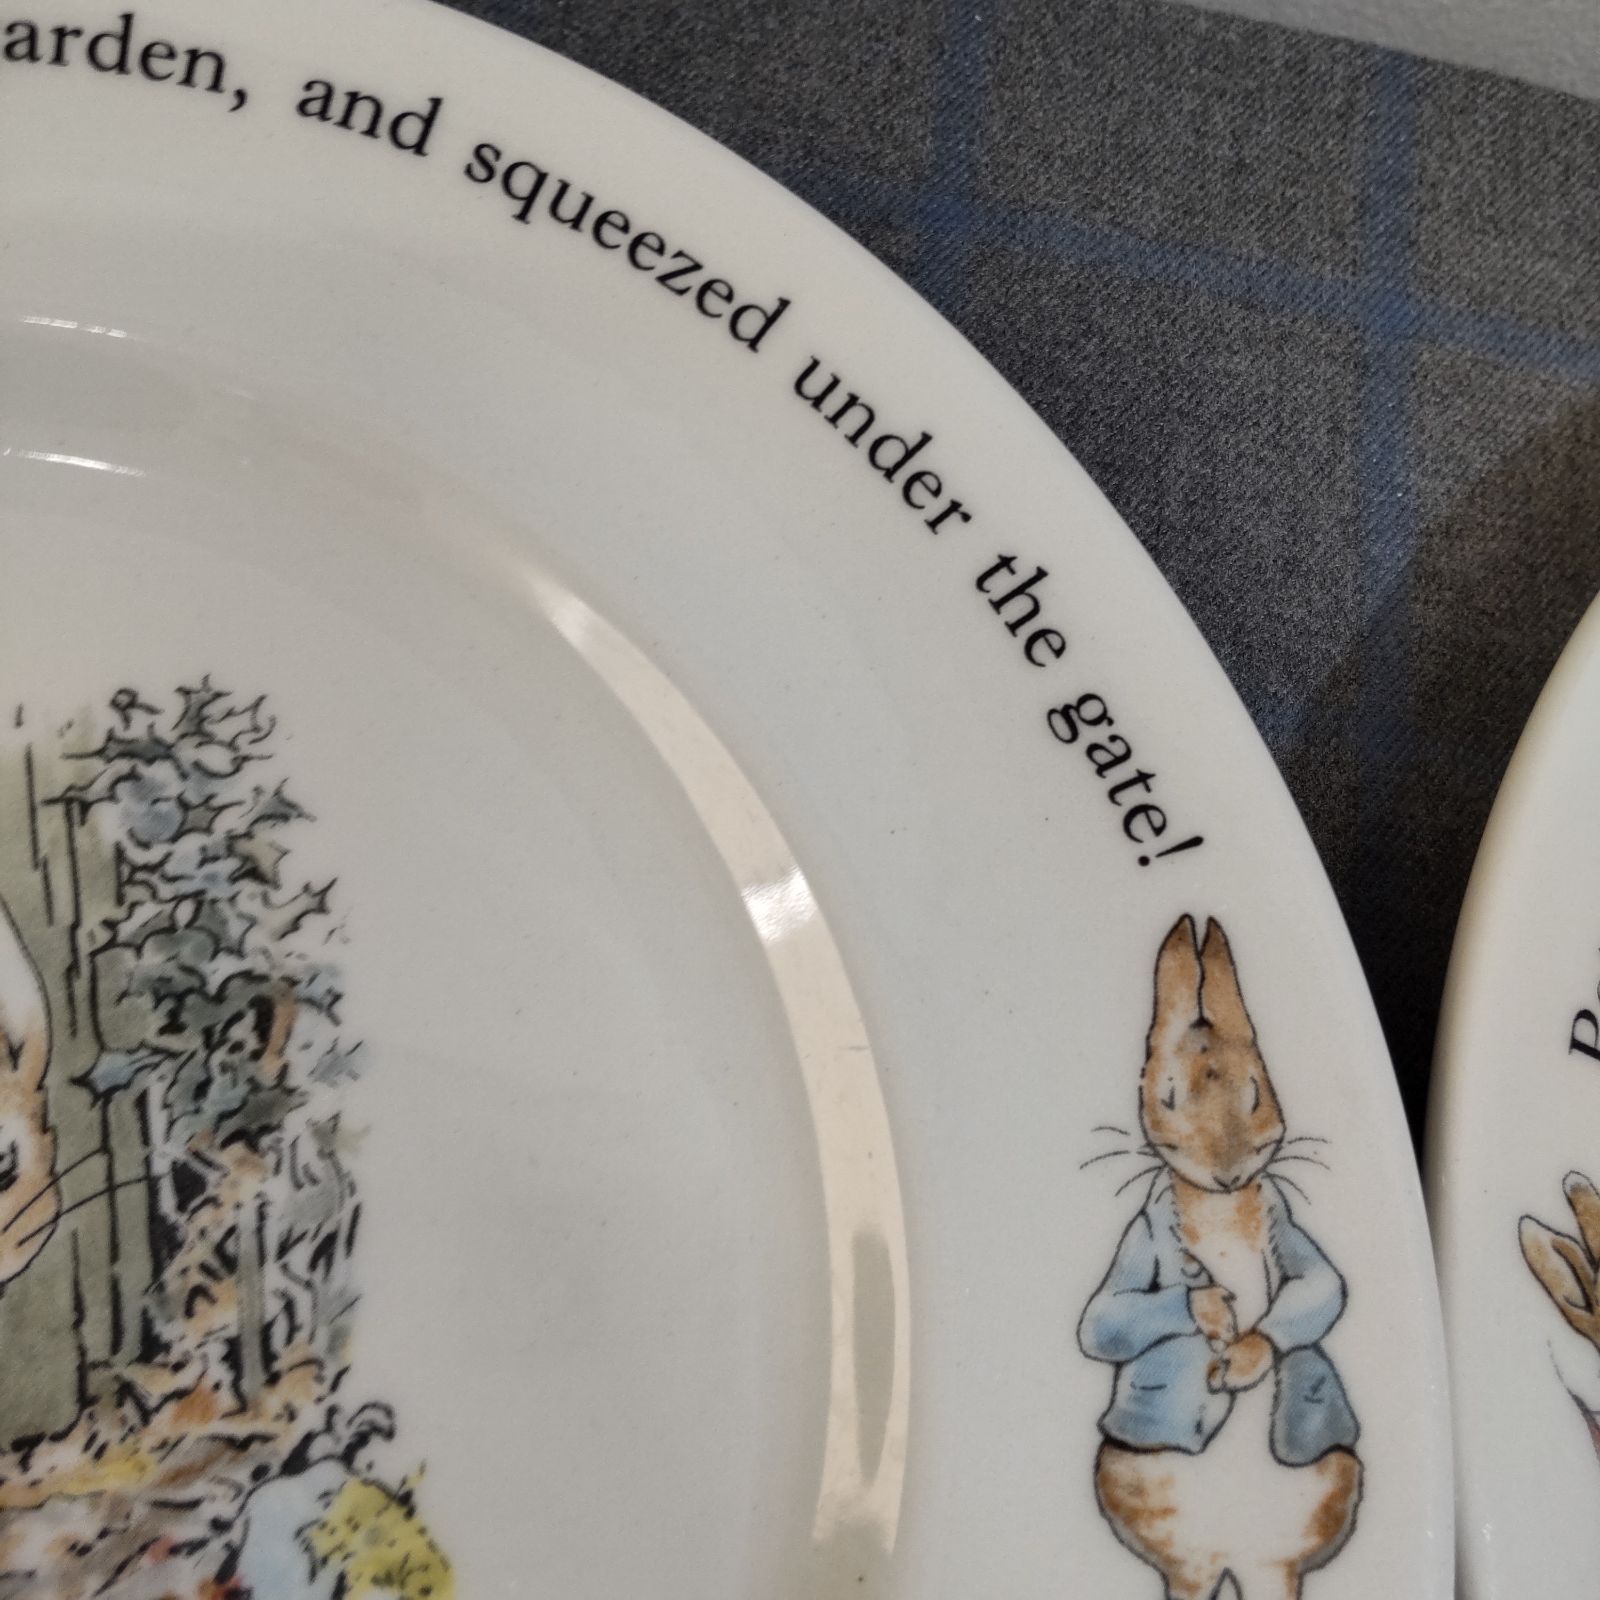 arden, and squeezed under the gate!